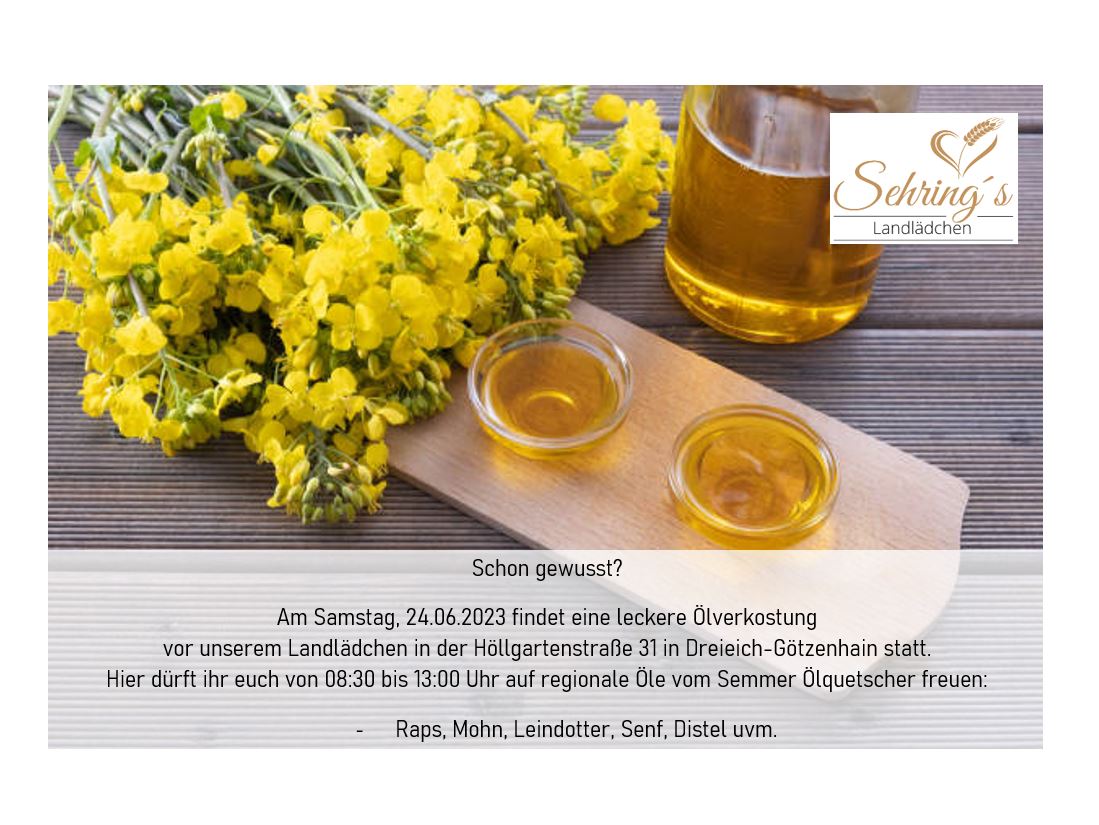 Sehring´s
Landlädchen
Schon gewusst?
Am Samstag, 24.06.2023 findet eine leckere Ölverkostung
vor unserem Landlädchen in der Höllgartenstraße 31 in Dreieich-Götzenhain statt.
Hier dürft ihr euch von 08:30 bis 13:00 Uhr auf regionale Öle vom Semmer Ölquetscher freuen:
- Raps, Mohn, Leindotter, Senf, Distel uvm.